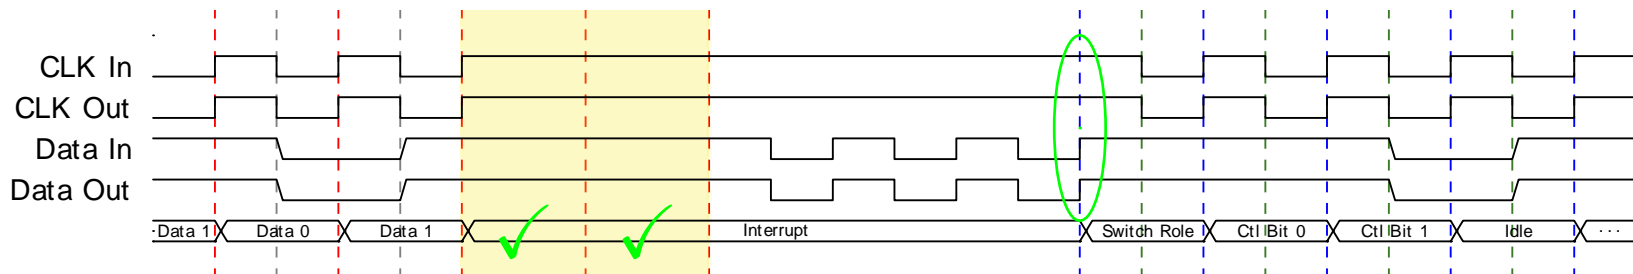 CLK In
CLK Out
Data In
Data Out
Data 1 Data 0 Data 1 Interrupt Switch Role Ctl Bit 0 Ctl Bit 1 Idle ...